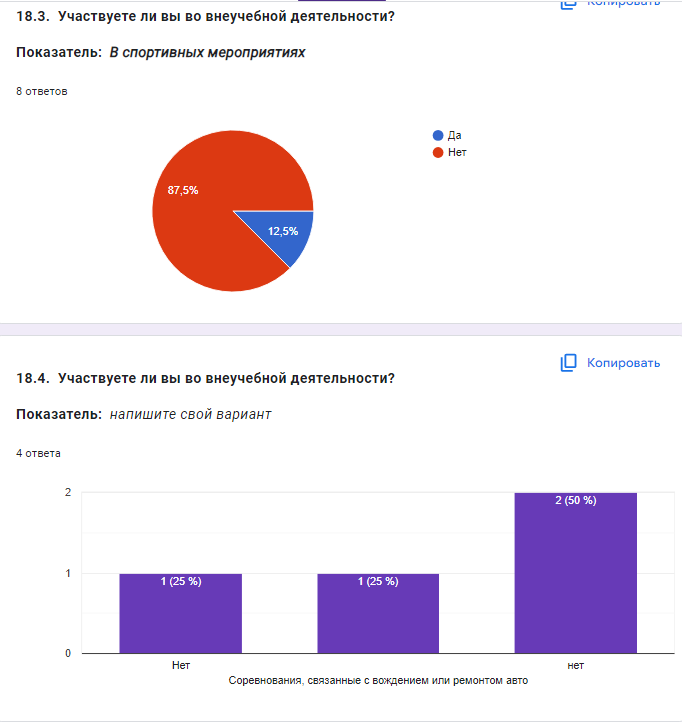 Копировать
18.3. Участвуете ли вы во внеучебной деятельности?
Показатель: В спортивных мероприятиях
8 ответов
Да
Нет
87,5%
12,5%
Копировать
18.4. Участвуете ли вы во внеучебной деятельности?
Показатель: напишите свой вариант
4 ответа
2
2 (50 %)
1
1 (25 %)
1 (25 %)
0
Нет
нет
Соревнования, связанные с вождением или ремонтом авто